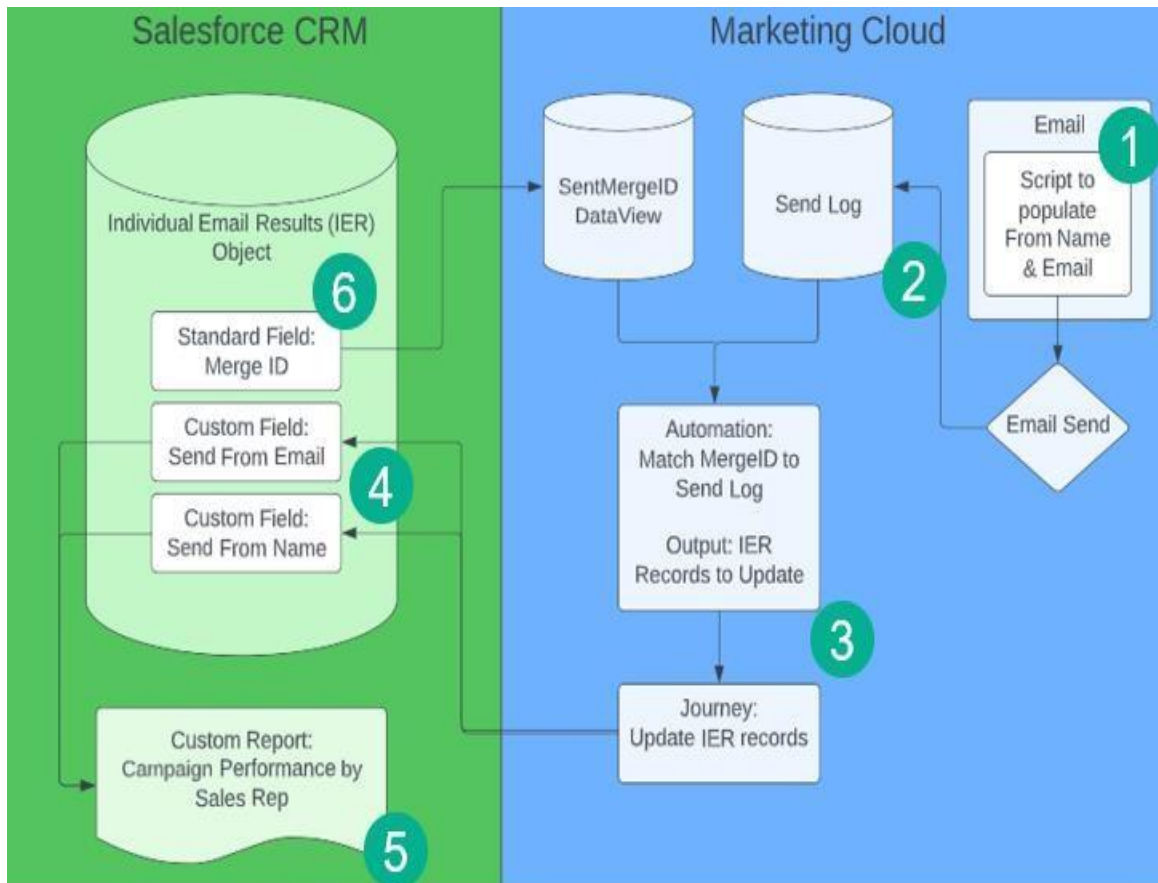 Salesforce CRM
Individual Email Results (IER)
Object
6
Standard Field:
Merge ID
Custom Field:
Send From Email
4
Custom Field:
Send From Name
Custom Report:
Campaign Performance by
Sales Rep
5
Marketing Cloud
SentMergeID
DataView
Send Log
2
Email
1
Script to
populate
From Name
& Email
Email Send
Automation:
Match MergeID to
Send Log
Output: IER
Records to Update
3
Journey:
Update IER records